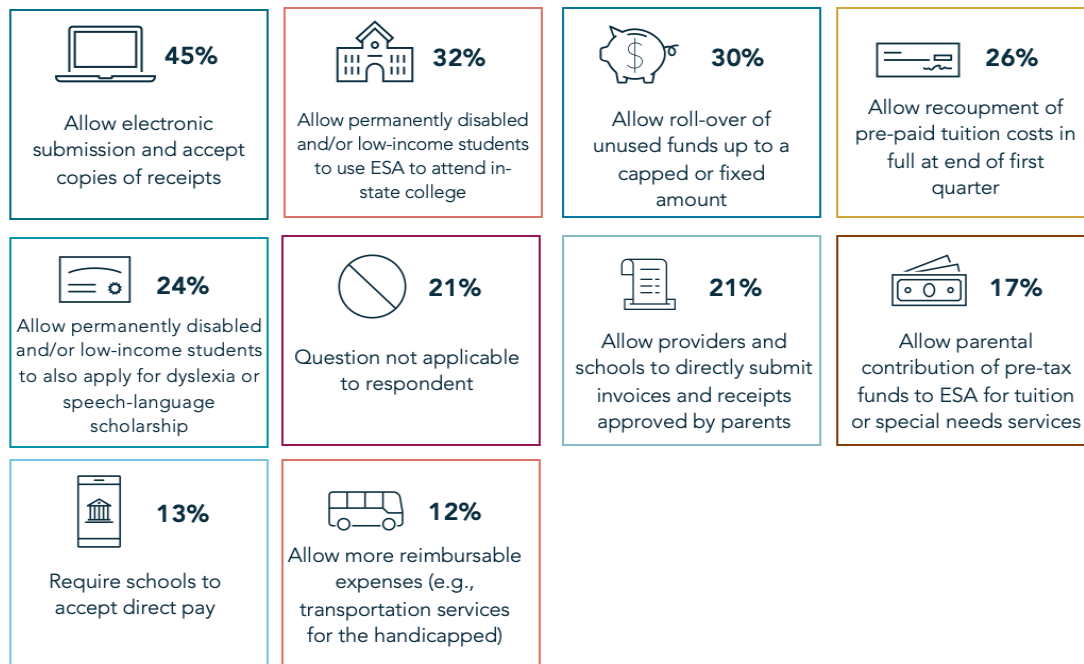 45%
Allow electronic
submission and accept
copies of receipts
32%
Allow permanently disabled
and/or low-income students
to use ESA to attend in-
state college
$
30%
Allow roll-over of
unused funds up to a
capped or fixed
amount
26%
Allow recoupment of
pre-paid tuition costs in
full at end of first
quarter
24%
Allow permanently disabled
and/or low-income students
to also apply for dyslexia or
speech-language
scholarship
21%
Question not applicable
to respondent
21%
Allow providers and
schools to directly submit
invoices and receipts
approved by parents
17%
Allow parental
contribution of pre-tax
funds to ESA for tuition
or special needs services
13%
Require schools to
accept direct pay
12%
Allow more reimbursable
expenses (e.g.,
transportation services
for the handicapped)